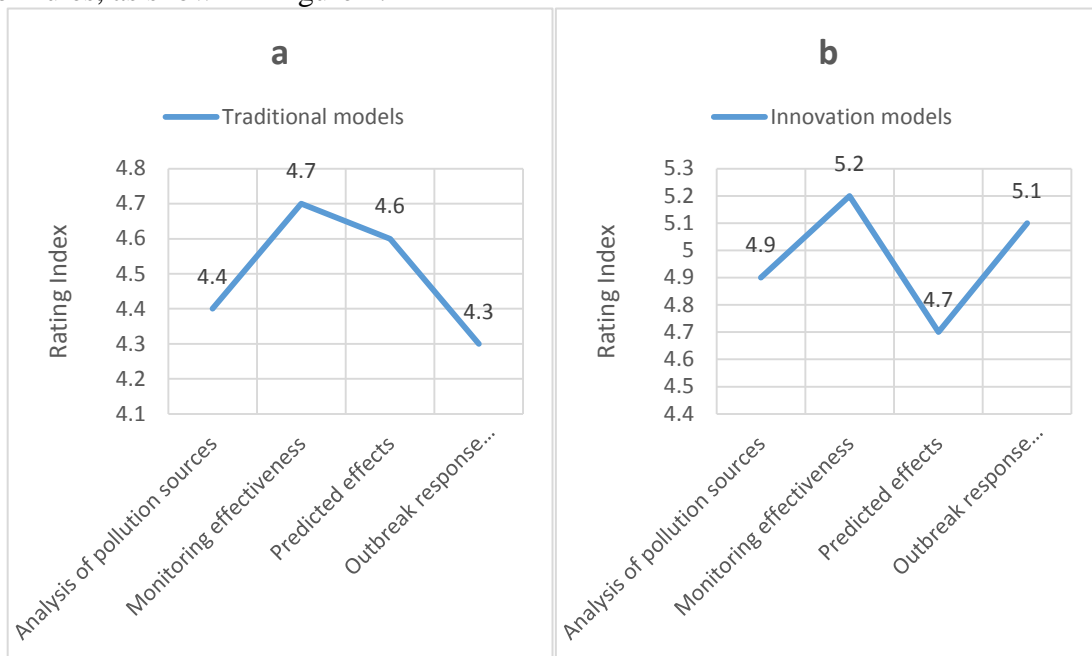 a
Traditional models
4.8
4.7
4.6
4.5
4.4
4.3
4.2
4.1
4.4
4.7
4.6
4.3
Rating Index
Analysis of pollution sources
Monitoring effectiveness
Predicted effects
Outbreak response...
b
Innovation models
5.3
5.2
5.1
5
4.9
4.8
4.7
4.6
4.5
4.4
4.9
5.2
4.7
5.1
Rating Index
Analysis of pollution sources
Monitoring effectiveness
Predicted effects
Outbreak response...